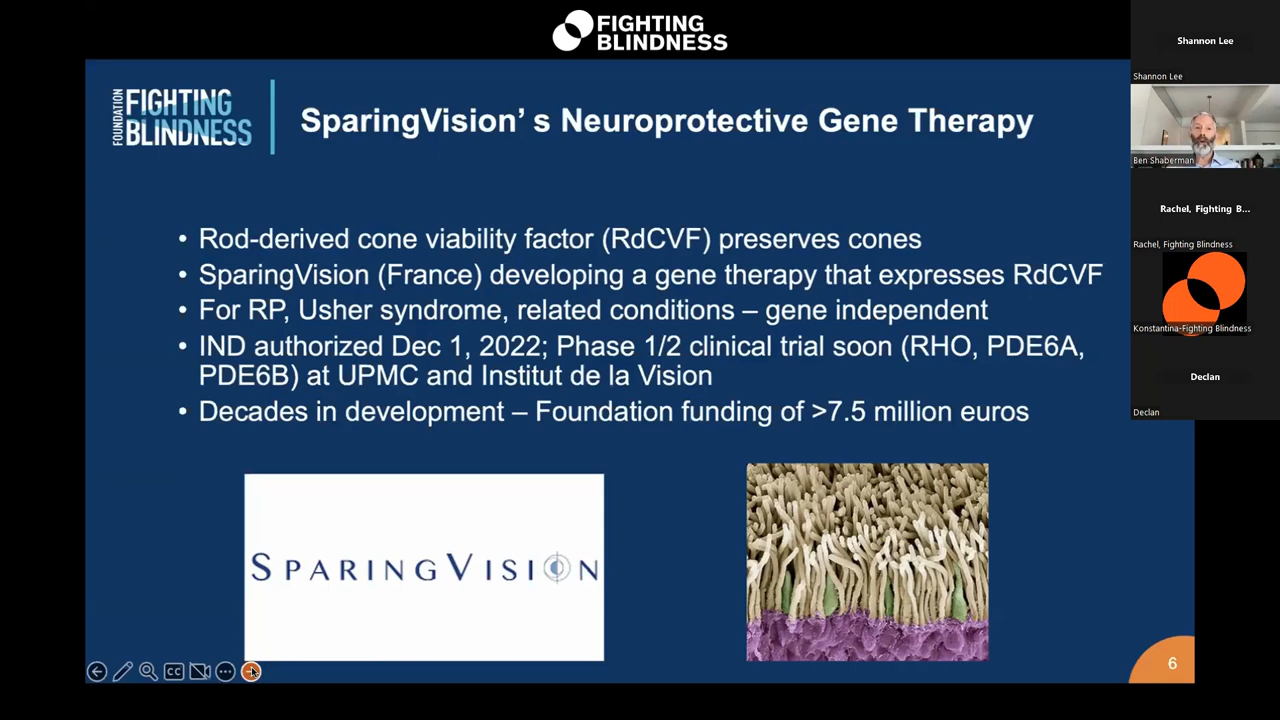 FIGHTING
BLINDNESS
FOUNDATION
FIGHTING
BLINDNESS
SparingVision’ s Neuroprotective Gene Therapy
• Rod-derived cone viability factor (RdCVF) preserves cones
• SparingVision (France) developing a gene therapy that expresses RdCVF
• For RP, Usher syndrome, related conditions – gene independent
• IND authorized Dec 1, 2022; Phase 1/2 clinical trial soon (RHO, PDE6A,
PDE6B) at UPMC and Institut de la Vision
• Decades in development – Foundation funding of >7.5 million euros
SPARINGVISION
CC
6
Shannon Lee
Shannon Lee
Ben Shaberman
Rachel, Fighting B...
Rachel, Fighting Blindness
Konstantina-Fighting Blindness
Declan
Declan